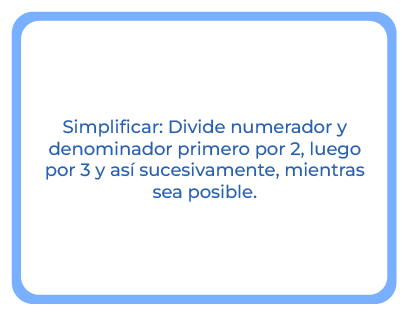 Simplificar: Divide numerador y
denominador primero por 2, luego
por 3 y así sucesivamente, mientras
sea posible.